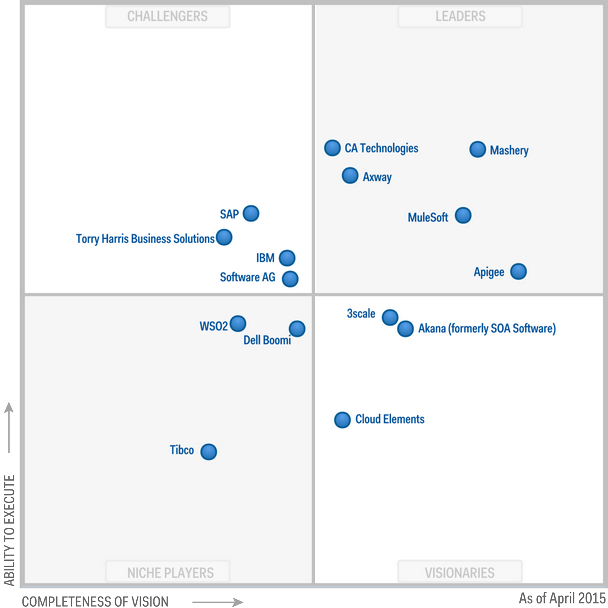 CHALLENGERS
LEADERS
CA Technologies
Mashery
Axway
SAP
MuleSoft
Torry Harris Business Solutions
IBM
Apigee
Software AG
3scale
WSO2
Akana (formerly SOA Software)
Dell Boomi
Cloud Elements
Tibco
ABILITY TO EXECUTE
NICHE PLAYERS
VISIONARIES
COMPLETENESS OF VISION
As of April 2015